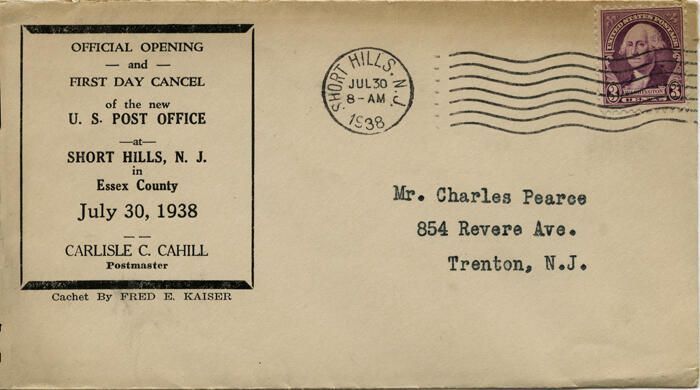 OFFICIAL OPENING
— and —
FIRST DAY CANCEL
of the new
U. S. POST OFFICE
—at—
SHORT HILLS, N. J.
in
Essex County
July 30, 1938
— —
CARLISLE C. CAHILL
Postmaster
Cachet By FRED E. KAISER
SHORT HILLS, N.J.
JUL 30
8-AM
1938
UNITED STATES POSTAGE
WASHINGTON
3 3
Mr. Charles Pearce
854 Revere Ave.
Trenton, N.J.